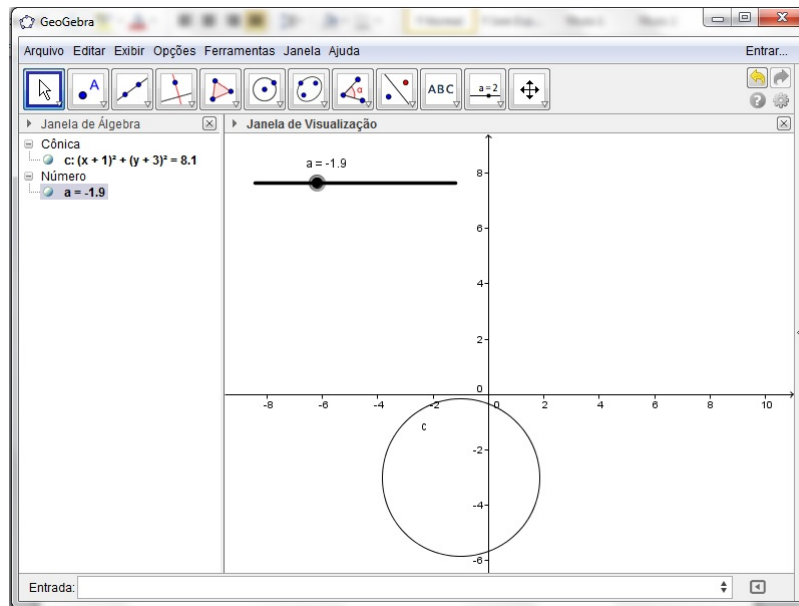 GeoGebra
Arquivo Editar Exibir Opções Ferramentas Janela Ajuda
Entrar...
A
α
ABC
a=2
Janela de Álgebra
Janela de Visualização
Cônica
c: (x + 1)² + (y + 3)² = 8.1
Número
a = -1.9
a = -1.9
8
6
4
2
0
-8 -6 -4 -2 0 2 4 6 8 10
c
-2
-4
-6
Entrada: